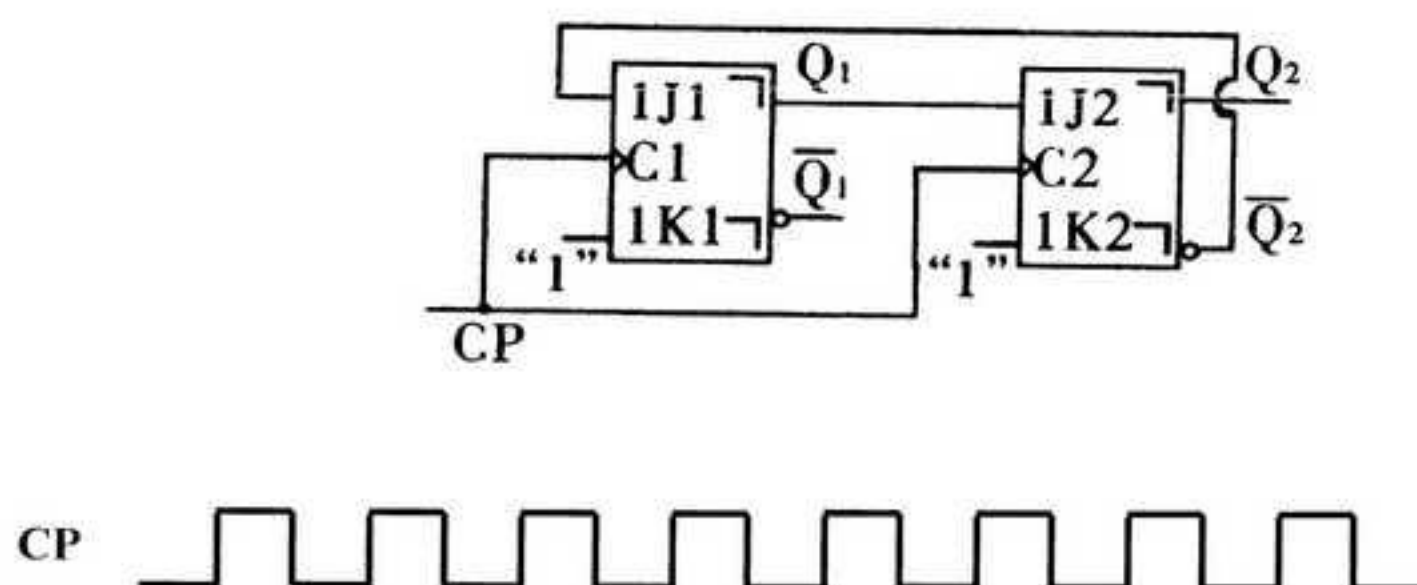 Q₁ Q₂
1J1 1J2
C1 Q̅₁ C2
1K1 1K2 Q̅₂
“1” “1”
CP
CP